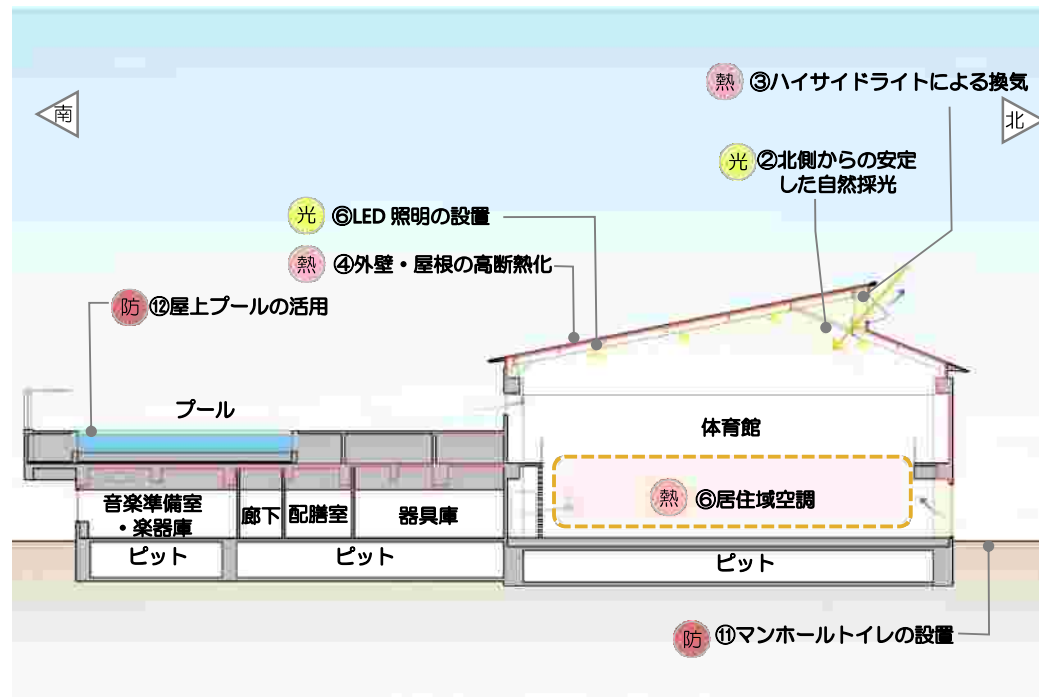 熱 ③ハイサイドライトによる換気
南
北
光 ②北側からの安定
した自然採光
光 ⑥LED 照明の設置
熱 ④外壁・屋根の高断熱化
防 ⑫屋上プールの活用
プール
体育館
熱 ⑥居住域空調
音楽準備室
・楽器庫
廊下
配膳室
器具庫
ピット
ピット
ピット
防 ⑪マンホールトイレの設置